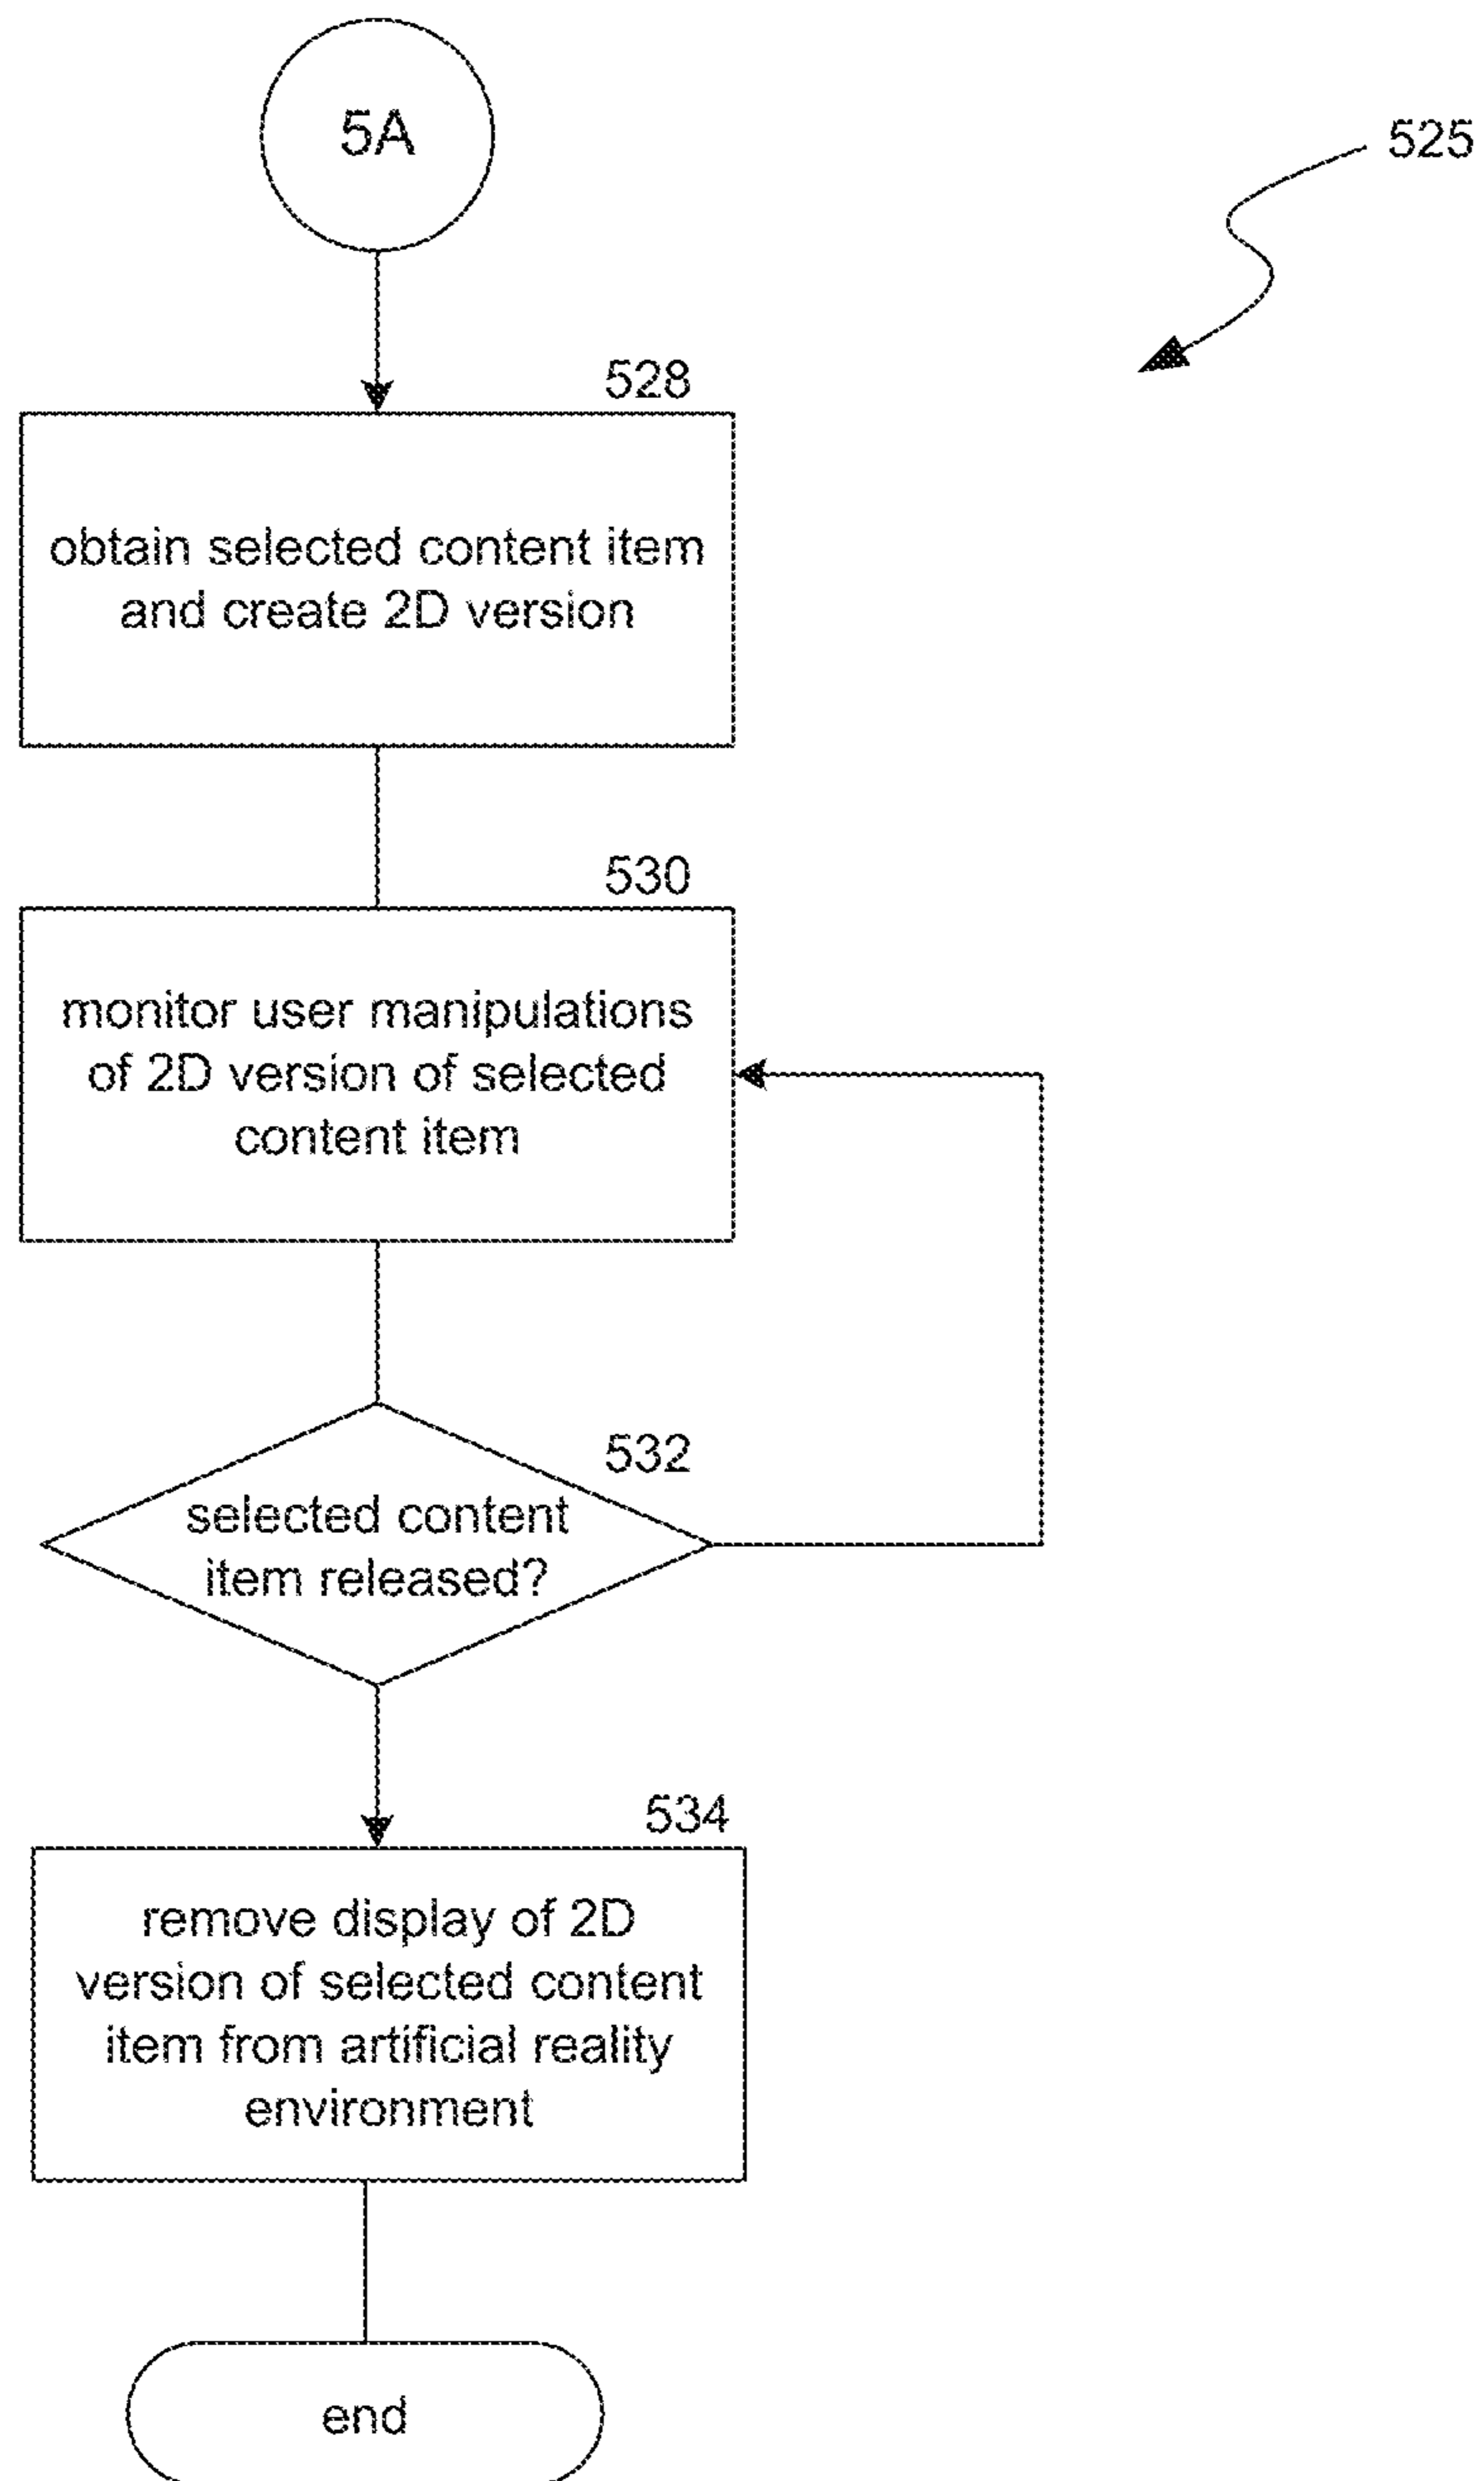 5A
525
528
obtain selected content item
and create 2D version
530
monitor user manipulations
of 2D version of selected
content item
532
selected content
item released?
534
remove display of 2D
version of selected content
item from artificial reality
environment
end